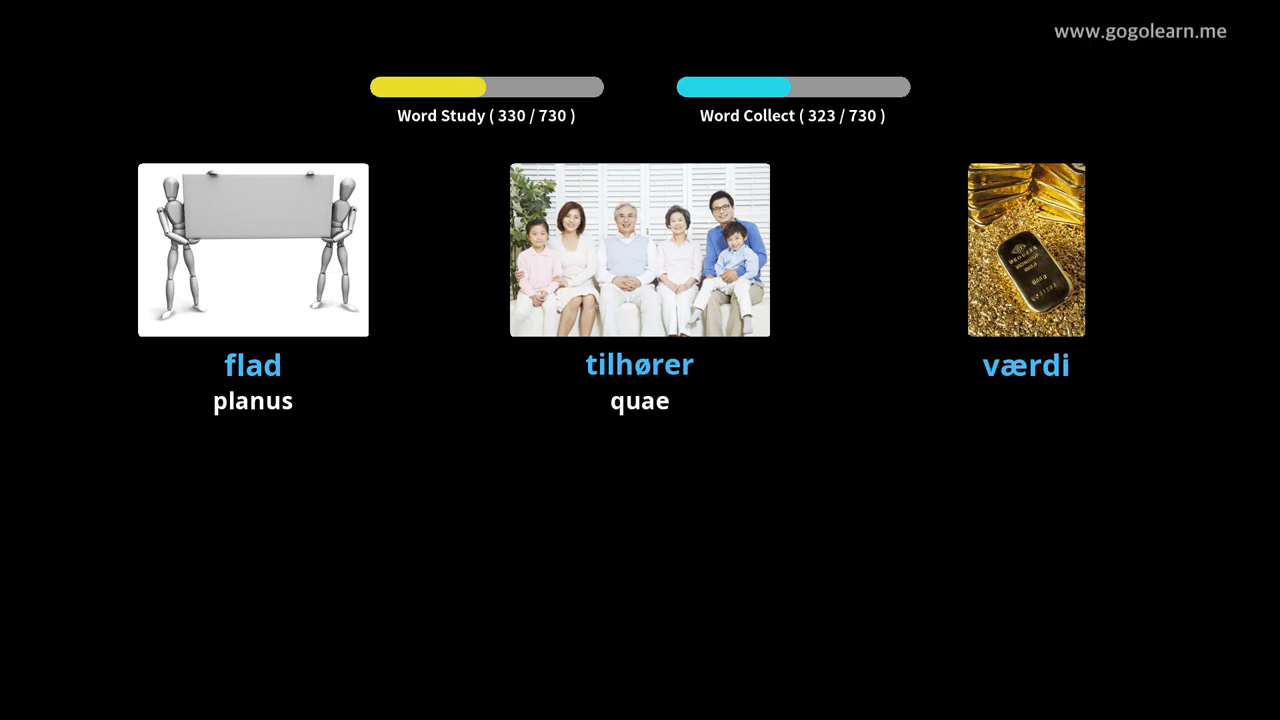 www.gogolearn.me
Word Study ( 330 / 730 )
Word Collect ( 323 / 730 )
flad
planus
tilhører
quae
værdi